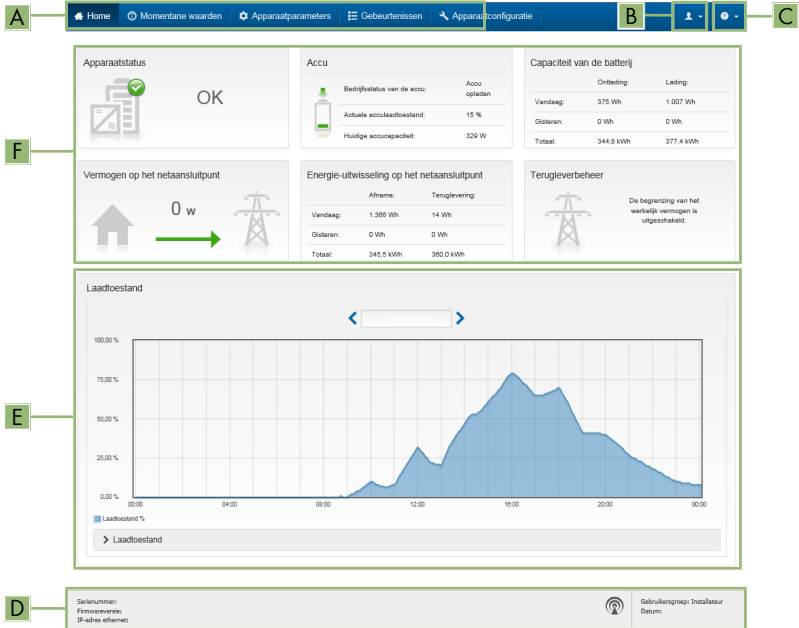 A
Home
Momentane waarden
Apparaatparameters
Gebeurtenissen
Apparaatconfiguratie
B
C
F
Apparaatstatus
OK
Accu
Bedrijfsstatus van de accu: Accu opladen
Actuele acculaadtoestand: 15 %
Huidige accucapaciteit: 329 W
Capaciteit van de batterij
Ontlading: Lading:
Vandaag: 375 Wh 1.007 Wh
Gisteren: 0 Wh 0 Wh
Totaal: 344,8 kWh 377,4 kWh
Vermogen op het netaansluitpunt
0 W
Energie-uitwisseling op het netaansluitpunt
Afname: Teruglevering:
Vandaag: 1.386 Wh 14 Wh
Gisteren: 0 Wh 0 Wh
Totaal: 345,5 kWh 360,0 kWh
Terugleverbeheer
De begrenzing van het
werkelijk vermogen is
uitgeschakeld.
E
Laadtoestand
100,00 %
75,00 %
50,00 %
25,00 %
0,00 %
00:00 04:00 08:00 12:00 16:00 20:00 00:00
Laadtoestand %
Laadtoestand
D
Serienummer:
Firmwareversie:
IP-adres ethernet:
Gebruikersgroep: Installateur
Datum: